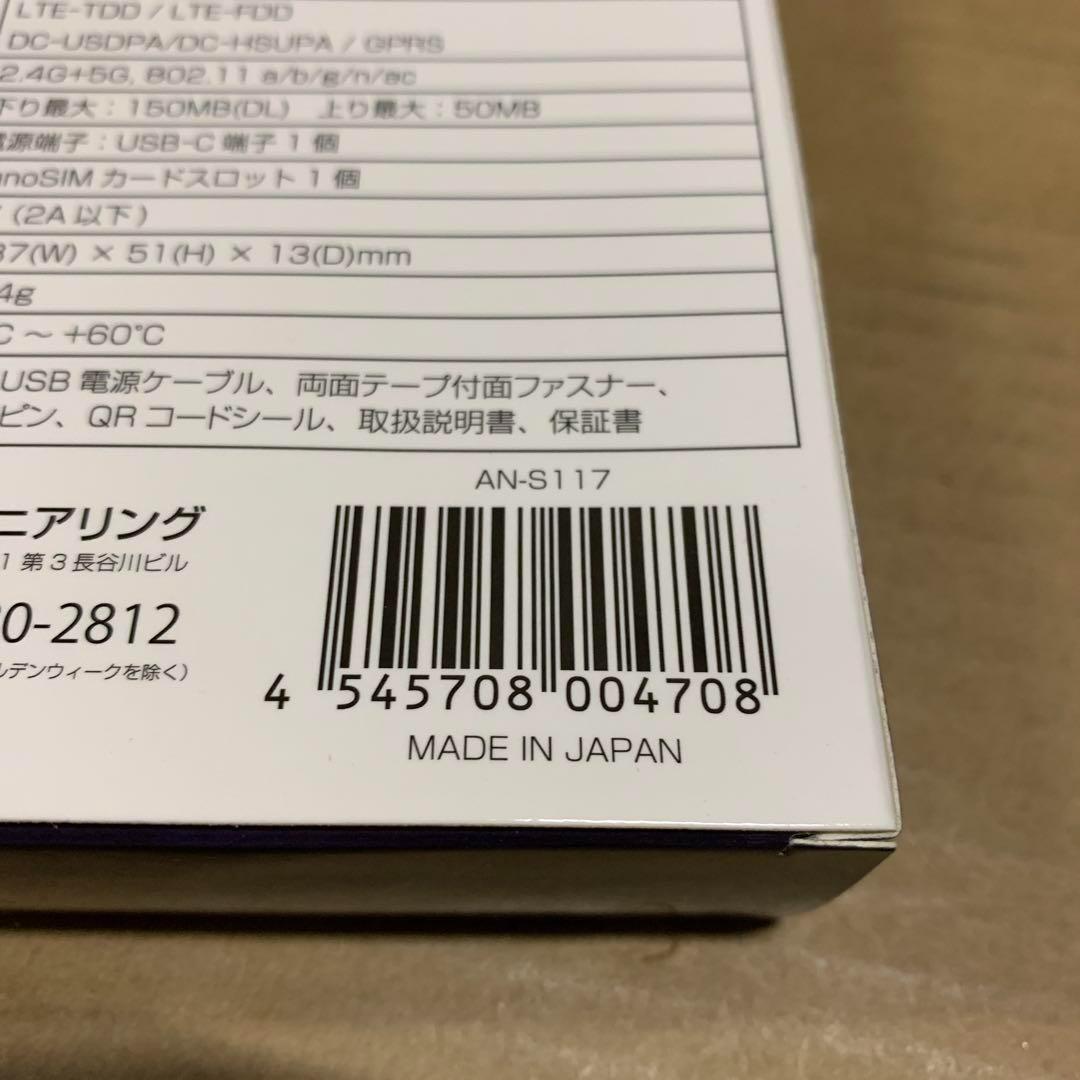 LTE-TDD / LTE-FDD
DC-USDPA/DC-HSUPA / GPRS
2.4G+5G, 802.11 a/b/g/n/ac
下り最大：150MB(DL) 上り最大：50MB
電源端子：USB-C 端子 1 個
nanoSIM カードスロット 1 個
(2A 以下)
37(W) × 51(H) × 13(D)mm
4g
C ～ +60℃
USB 電源ケーブル、両面テープ付面ファスナー、
ピン、QR コードシール、取扱説明書、保証書
AN-S117
ニアリング
1 第 3 長谷川ビル
0-2812
ルデンウィークを除く)
4 545708 004708
MADE IN JAPAN